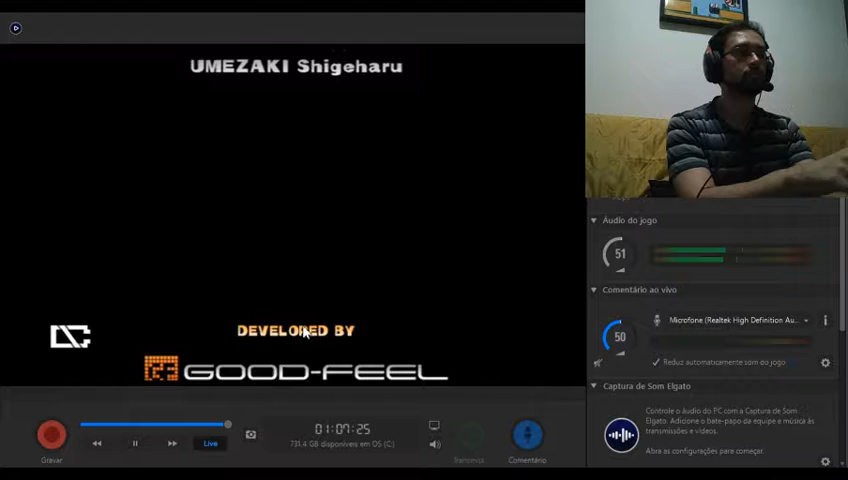 UMEZAKI Shigeharu
DEVELOPED BY
GOOD-FEEL
Gravar
Live
01:07:25
731.4 GB disponíveis em OS (C:)
Transmitir
Comentário
Áudio do jogo
51
Comentário ao vivo
Microfone (Realtek High Definition Au...
50
Reduz automaticamente som do jogo
Captura de Som Elgato
Controle o áudio do PC com a Captura de
Som. Adicione o bate-papo da equipe e música às
transmissões e vídeos.
Abra as configurações para começar.